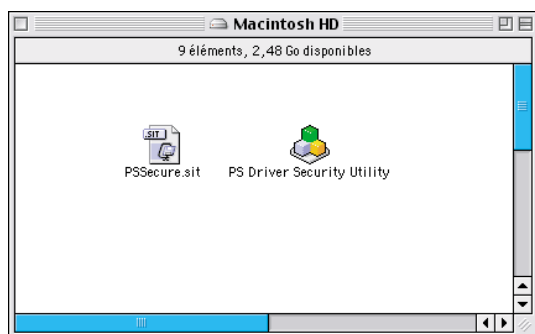 Macintosh HD
9 éléments, 2,48 Go disponibles
.SIT
PSSecure.sit
PS Driver Security Utility